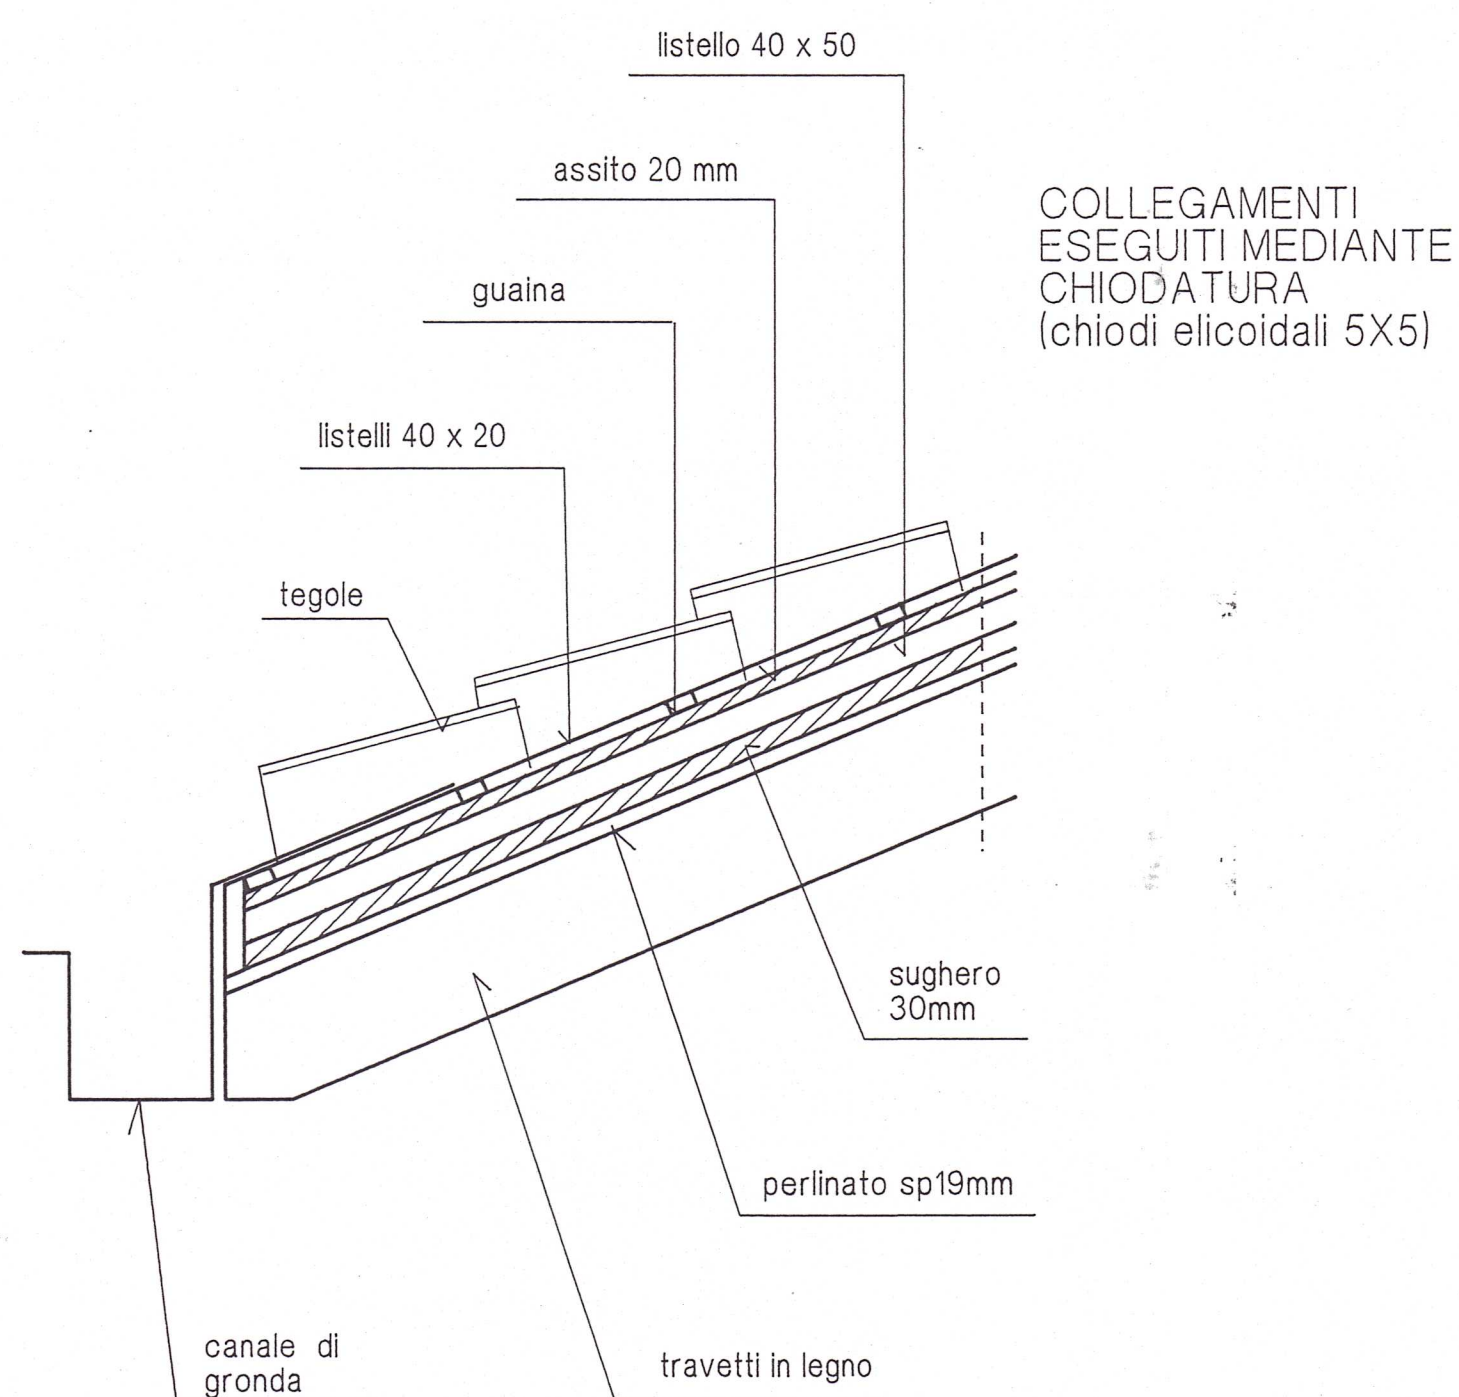 listello 40 x 50
assito 20 mm
COLLEGAMENTI
ESEGUITI MEDIANTE
CHIODATURA
(chiodi elicoidali 5X5)
guaina
listelli 40 x 20
tegole
sughero
30mm
perlinato sp19mm
canale di
gronda
travetti in legno